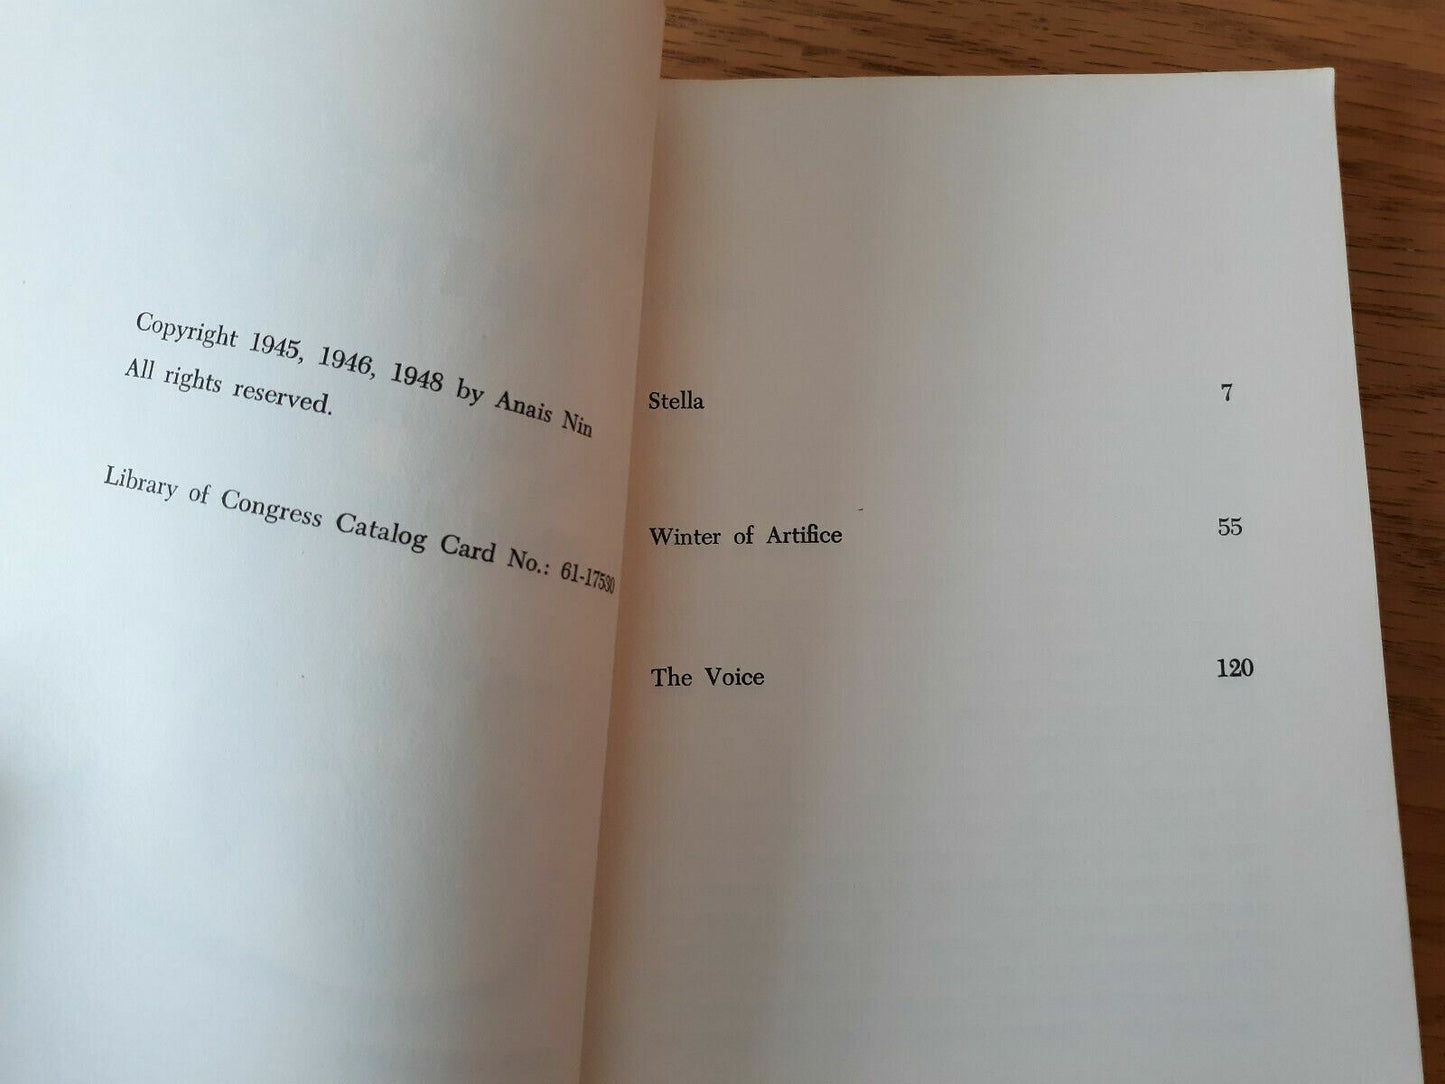 Copyright 1945, 1946, 1948 by Anais Nin
All rights reserved.
Library of Congress Catalog Card No.: 61-17530
Stella 7
Winter of Artifice 55
The Voice 120